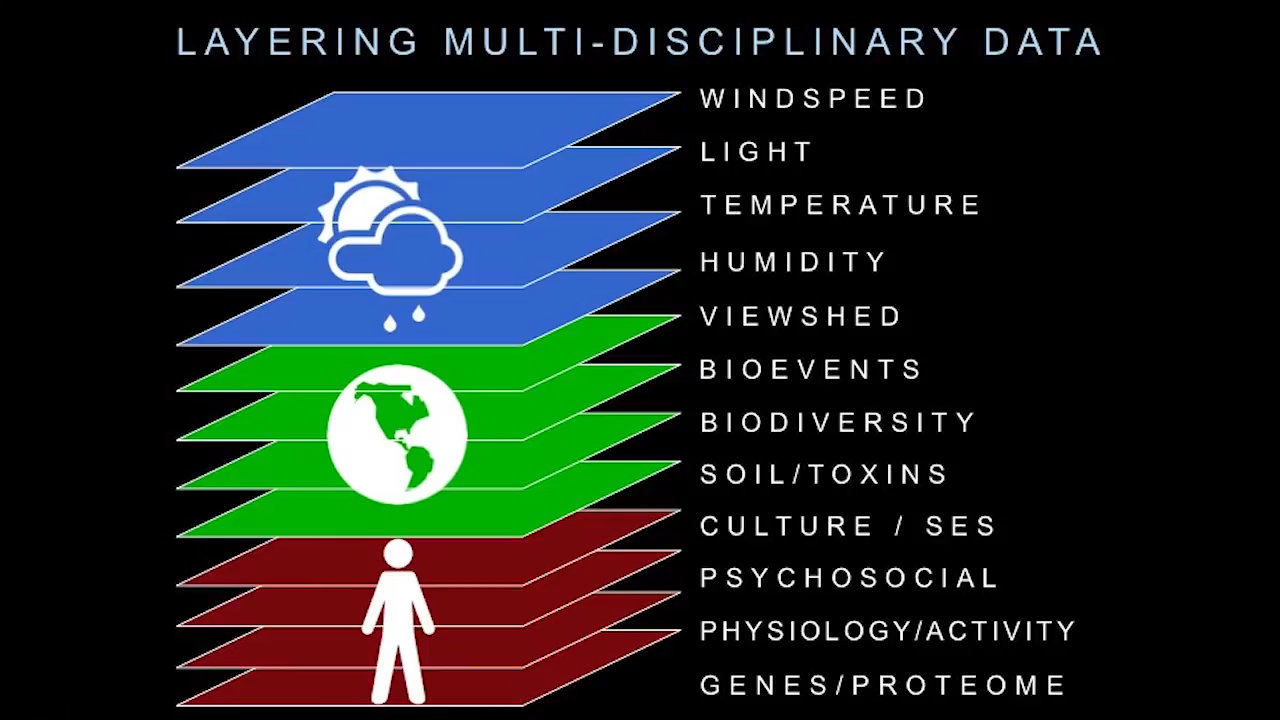 LAYERING MULTI-DISCIPLINARY DATA
WINDSPEED
LIGHT
TEMPERATURE
HUMIDITY
VIEWSHED
BIOEVENTS
BIODIVERSITY
SOIL/TOXINS
CULTURE / SES
PSYCHOSOCIAL
PHYSIOLOGY/ACTIVITY
GENES/PROTEOME